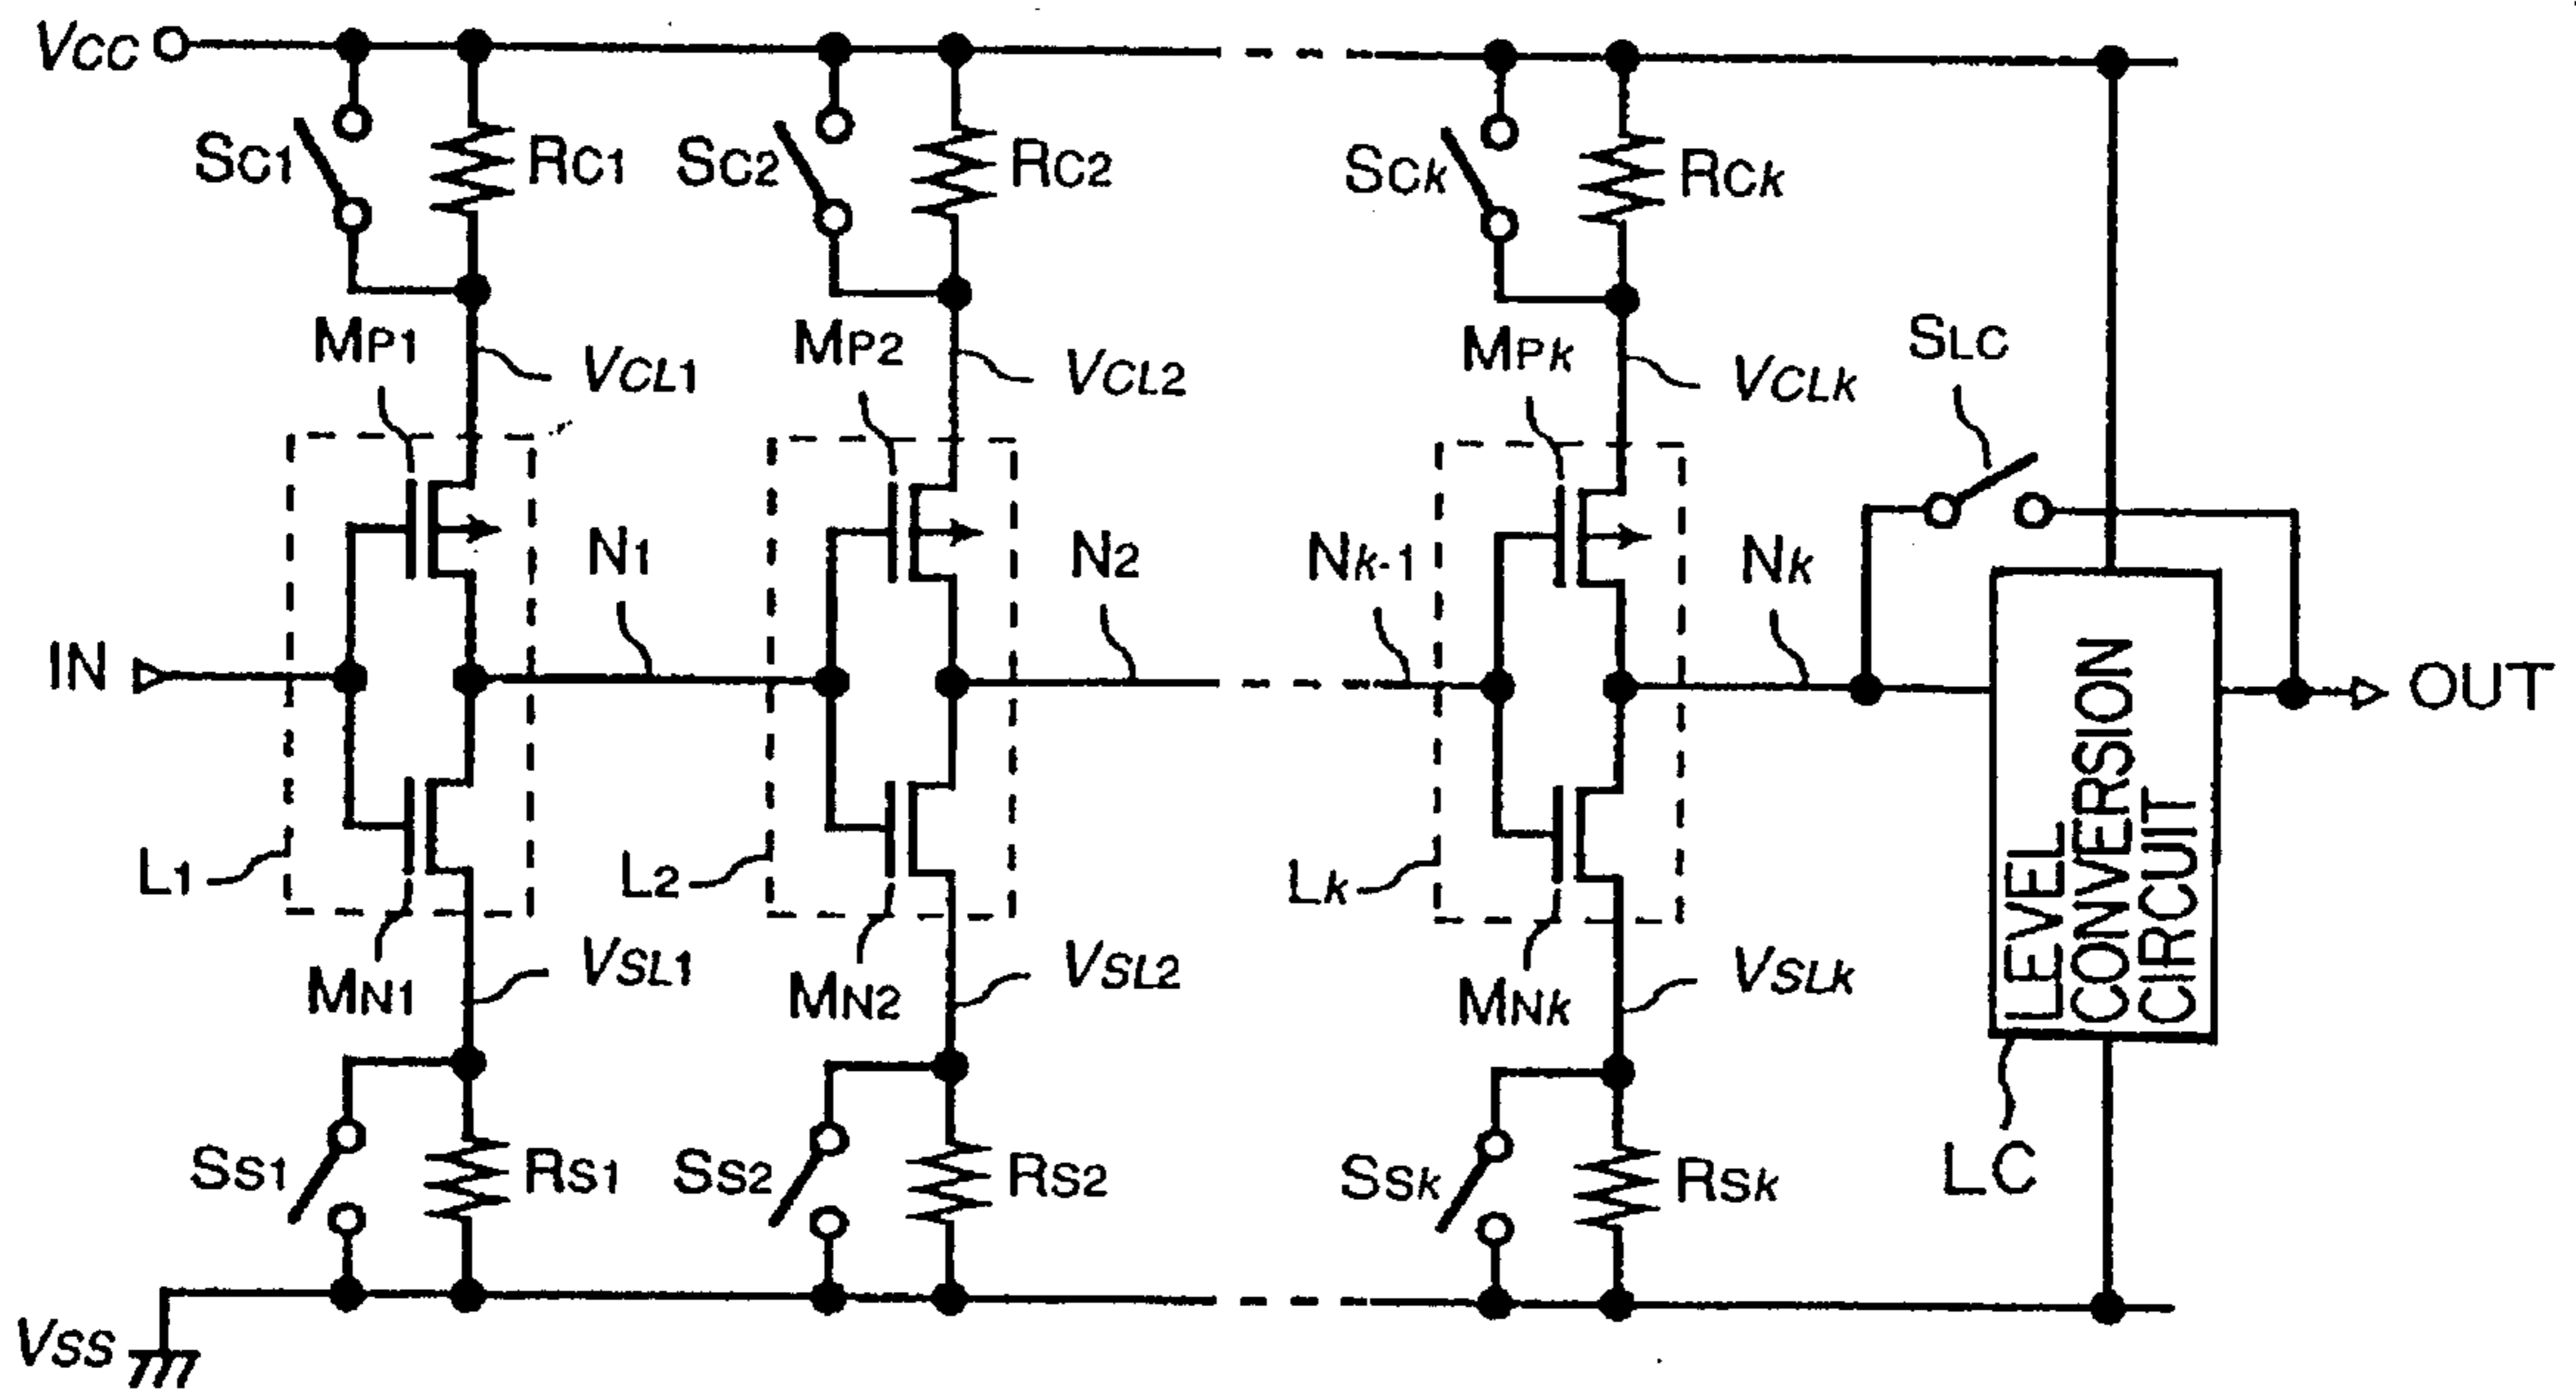 VCC
SC1
RC1
SC2
RC2
SCk
RCk
MP1
VCL1
MP2
VCL2
MPk
VCLk
SLC
IN
N1
N2
Nk-1
Nk
OUT
LEVEL
CONVERSION
CIRCUIT
L1
L2
Lk
MN1
VSL1
MN2
VSL2
MNk
VSLk
SS1
RS1
SS2
RS2
SSk
RSk
LC
VSS